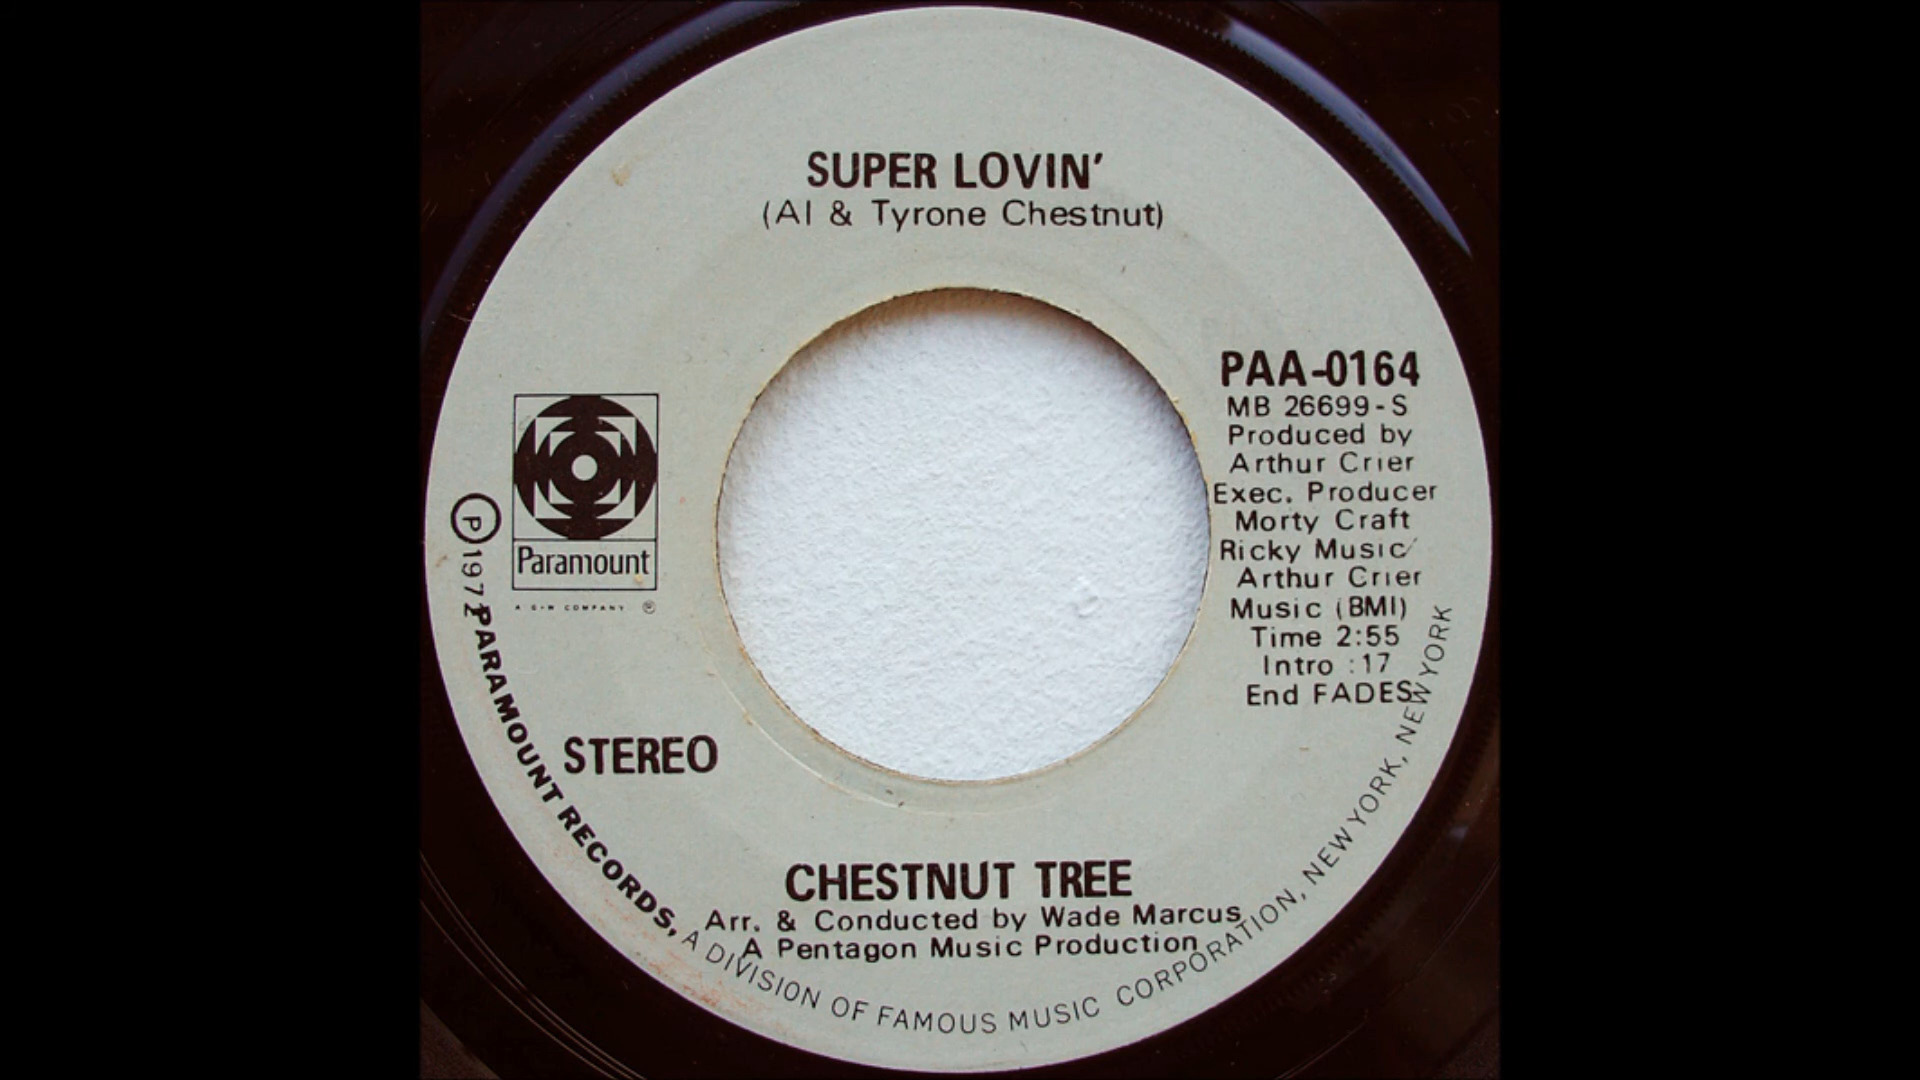 SUPER LOVIN'
(Al & Tyrone Chestnut)
PAA-0164
MB 26699-S
Produced by
Arthur Crier
Exec. Producer
Morty Craft
Ricky Music/
Arthur Crier
Music (BMI)
Time 2:55
Intro :17
End FADES
Paramount
A G+W COMPANY ®
STEREO
CHESTNUT TREE
Arr. & Conducted by Wade Marcus
A Pentagon Music Production
Ⓟ 1972 PARAMOUNT RECORDS, A DIVISION OF FAMOUS MUSIC CORPORATION, NEW YORK, NEW YORK